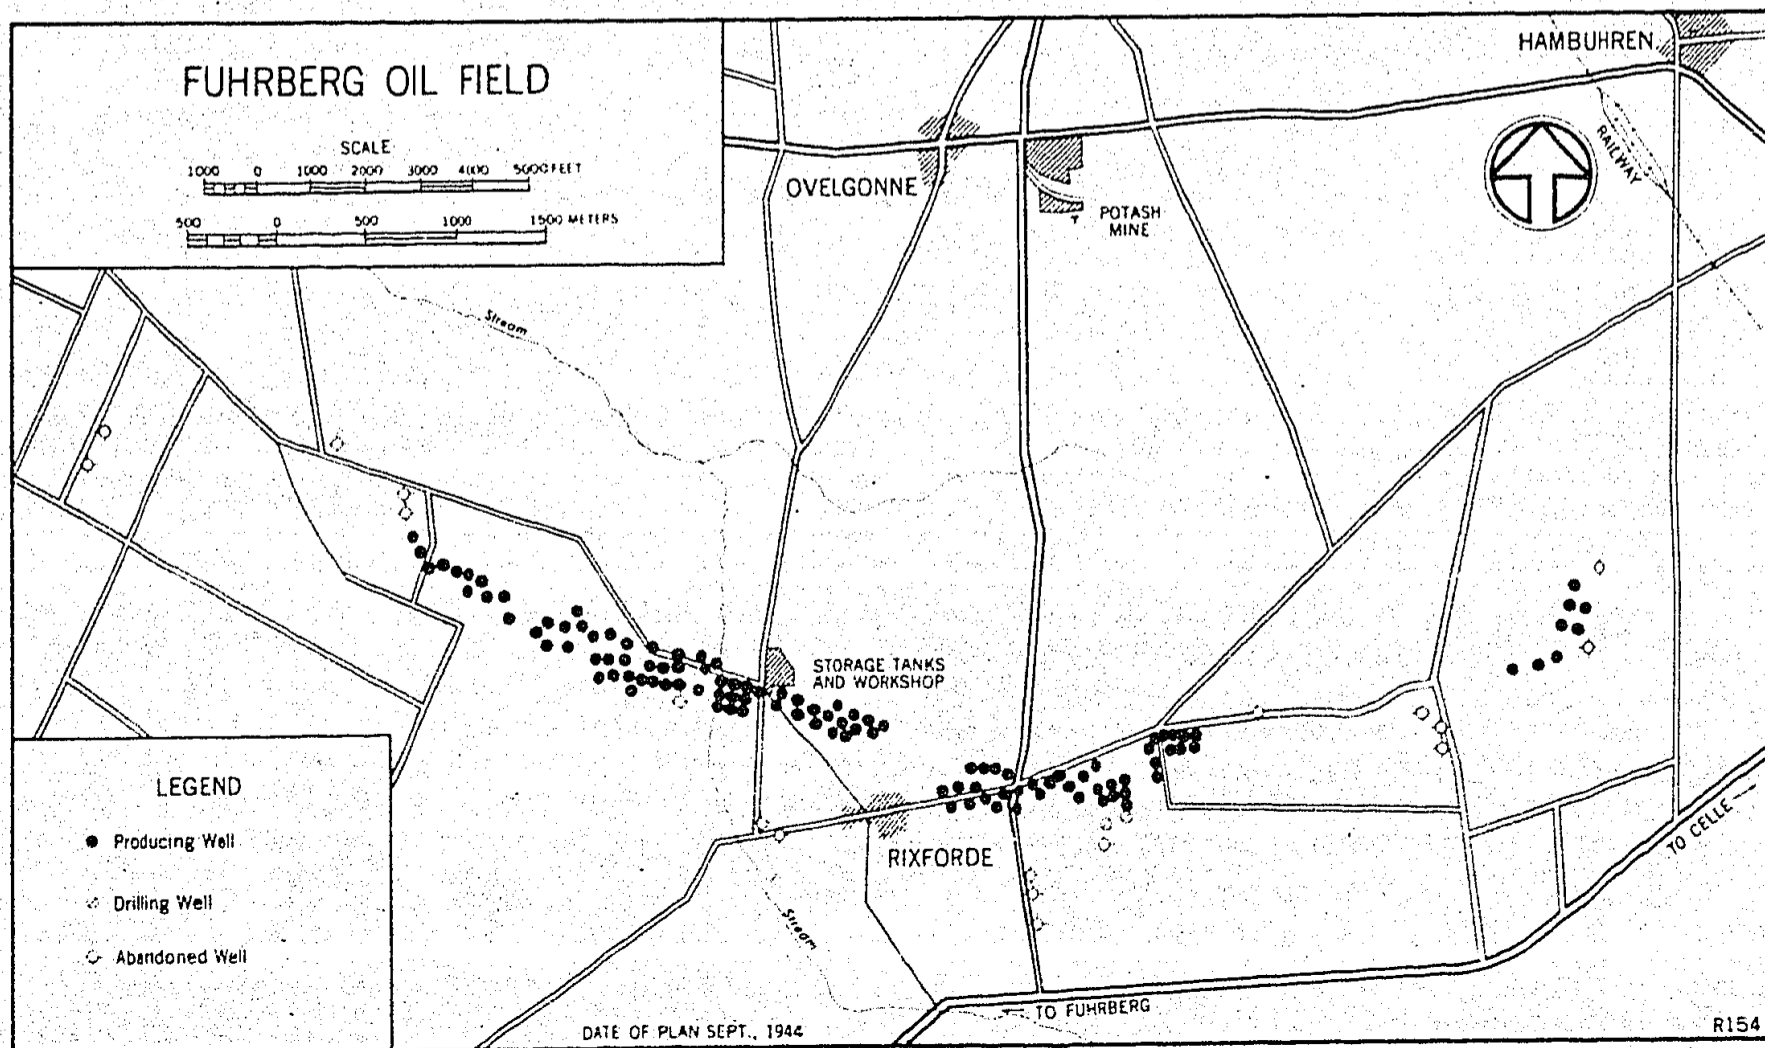 FUHRBERG OIL FIELD
SCALE
1000 0 1000 2000 3000 4000 5000 FEET
500 0 500 1000 1500 METERS
HAMBUHREN
RAILWAY
OVELGONNE
POTASH
MINE
Stream
STORAGE TANKS
AND WORKSHOP
LEGEND
Producing Well
Drilling Well
Abandoned Well
RIXFORDE
Stream
TO CELLE
TO FUHRBERG
DATE OF PLAN SEPT., 1944
R154